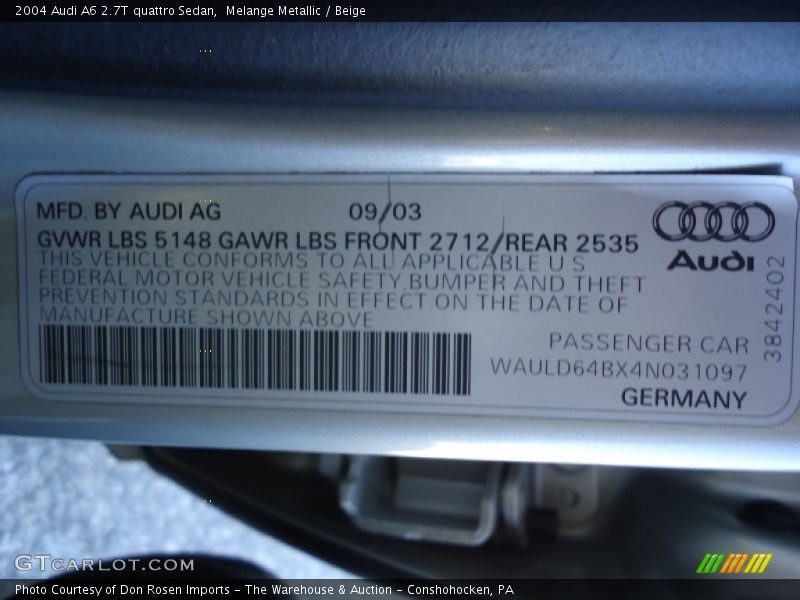 2004 Audi A6 2.7T quattro Sedan,  Melange Metallic / Beige
MFD. BY AUDI AG 09/03
GVWR LBS 5148 GAWR LBS FRONT 2712/REAR 2535
THIS VEHICLE CONFORMS TO ALL APPLICABLE U S
FEDERAL MOTOR VEHICLE SAFETY,BUMPER AND THEFT
PREVENTION STANDARDS IN EFFECT ON THE DATE OF
MANUFACTURE SHOWN ABOVE
Audi
3842402
PASSENGER CAR
WAULD64BX4N031097
GERMANY
GTCARLOT.COM
Photo Courtesy of Don Rosen Imports - The Warehouse & Auction - Conshohocken, PA